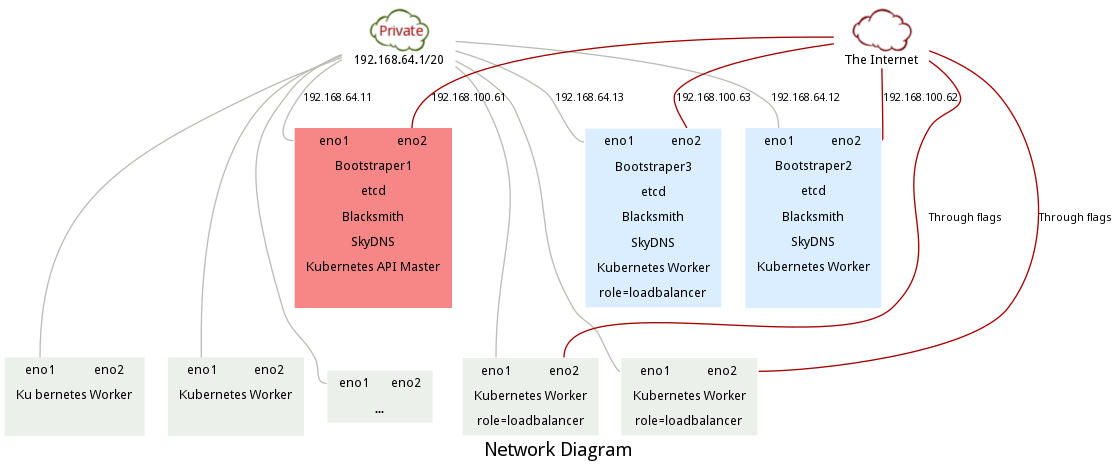 Private
192.168.64.1/20
The Internet
192.168.64.11
192.168.100.61
192.168.64.13
192.168.100.63
192.168.64.12
192.168.100.62
eno1 eno2
Bootstraper1
etcd
Blacksmith
SkyDNS
Kubernetes API Master
eno1 eno2
Bootstraper3
etcd
Blacksmith
SkyDNS
Kubernetes Worker
role=loadbalancer
eno1 eno2
Bootstraper2
etcd
Blacksmith
SkyDNS
Kubernetes Worker
Through flags
Through flags
eno1 eno2
Ku bernetes Worker
eno1 eno2
Kubernetes Worker
eno1 eno2
...
eno1 eno2
Kubernetes Worker
role=loadbalancer
eno1 eno2
Kubernetes Worker
role=loadbalancer
Network Diagram